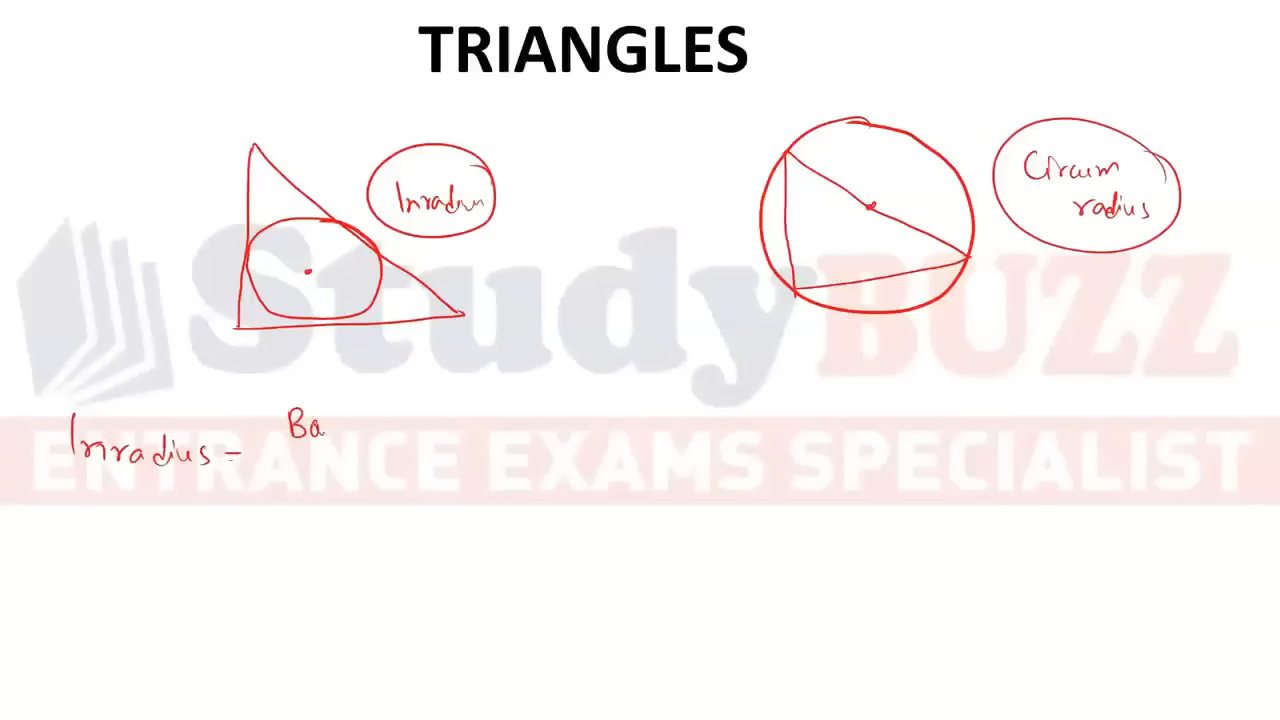 TRIANGLES
Inradius
Circum
radius
StudyBUZZ
Ba
Inradius =
ENTRANCE EXAMS SPECIALIST